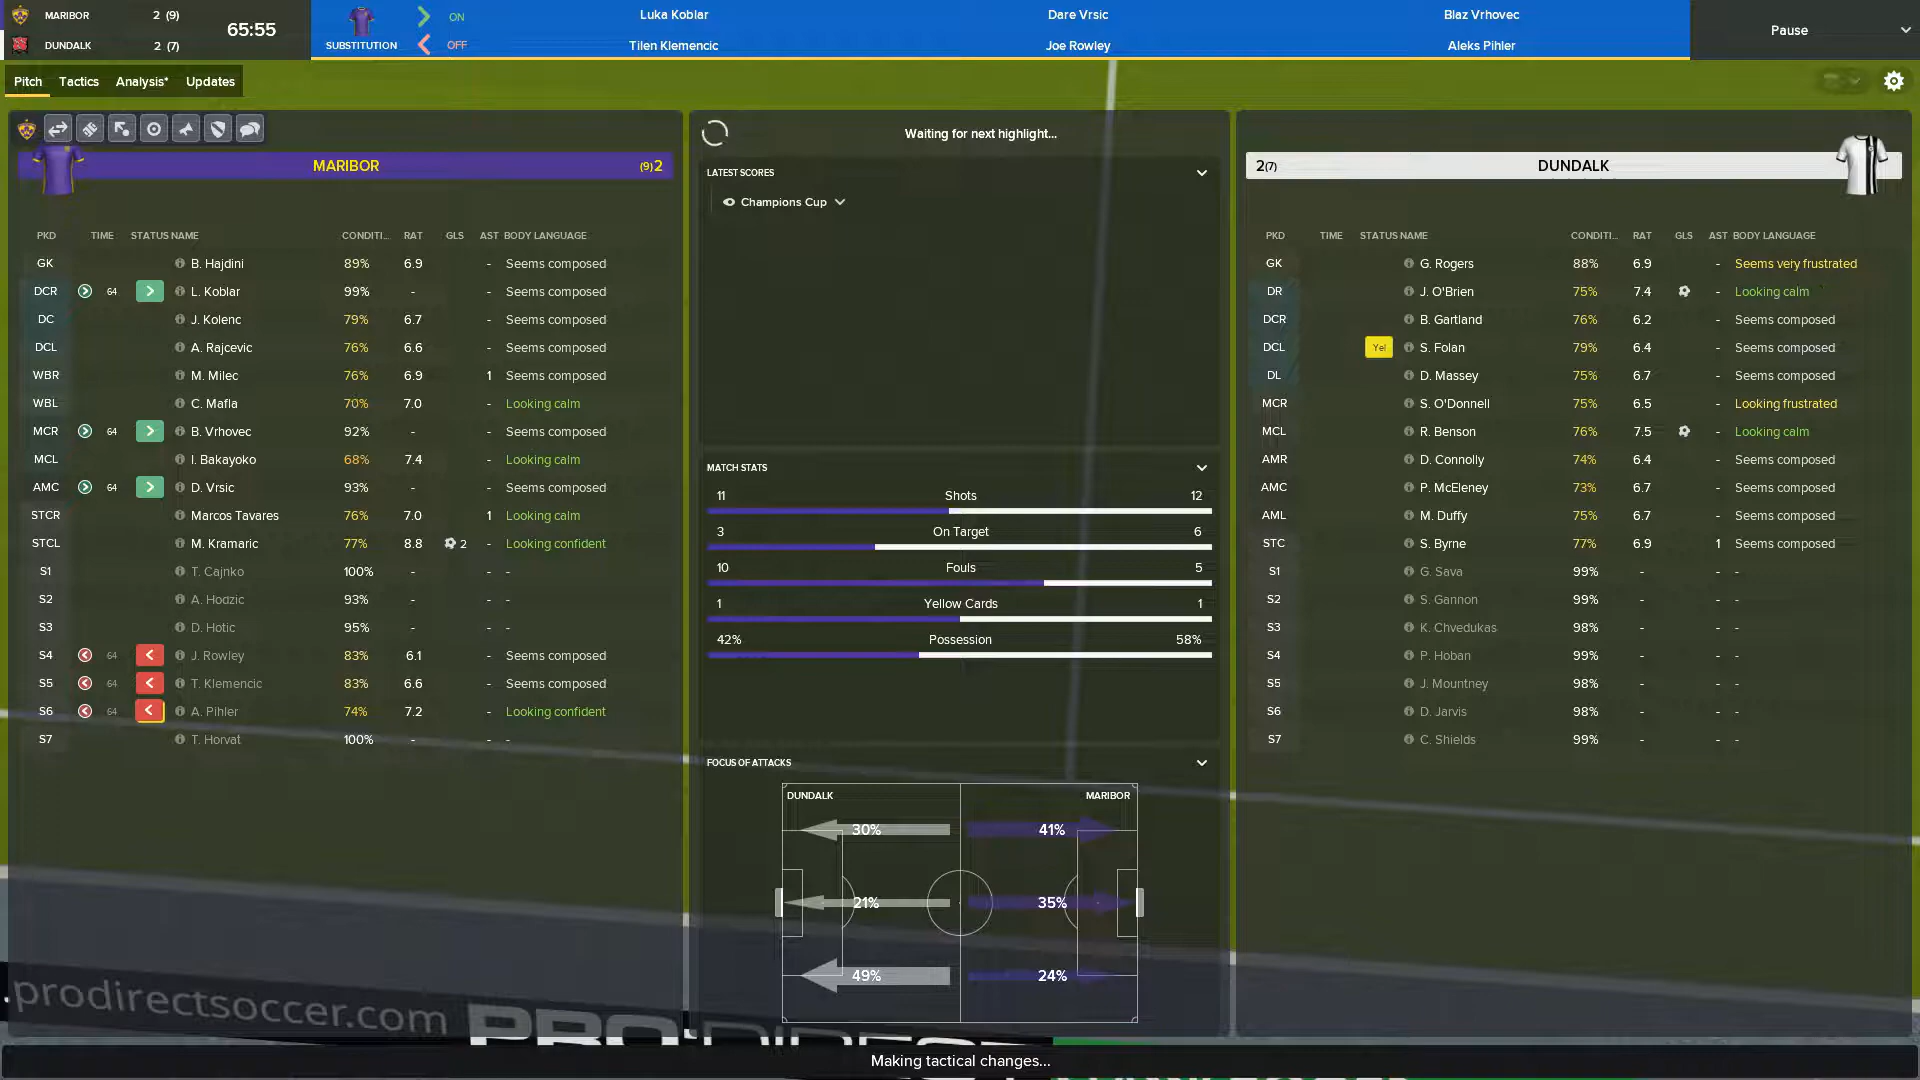 MARIBOR 2 (9)
DUNDALK 2 (7)
65:55
SUBSTITUTION
ON Luka Koblar Dare Vrsic Blaz Vrhovec
OFF Tilen Klemencic Joe Rowley Aleks Pihler
Pause
Pitch Tactics Analysis* Updates
MARIBOR (9)2
PKD TIME STATUS NAME CONDITI... RAT GLS AST BODY LANGUAGE
GK B. Hajdini 89% 6.9 - Seems composed
DCR 64 L. Koblar 99% - - Seems composed
DC J. Kolenc 79% 6.7 - Seems composed
DCL A. Rajcevic 76% 6.6 - Seems composed
WBR M. Milec 76% 6.9 1 Seems composed
WBL C. Mafla 70% 7.0 - Looking calm
MCR 64 B. Vrhovec 92% - - Seems composed
MCL I. Bakayoko 68% 7.4 - Looking calm
AMC 64 D. Vrsic 93% - - Seems composed
STCR Marcos Tavares 76% 7.0 1 Looking calm
STCL M. Kramaric 77% 8.8 2 - Looking confident
S1 T. Cajnko 100% - - -
S2 A. Hodzic 93% - - -
S3 D. Hotic 95% - - -
S4 64 J. Rowley 83% 6.1 - Seems composed
S5 64 T. Klemencic 83% 6.6 - Seems composed
S6 64 A. Pihler 74% 7.2 - Looking confident
S7 T. Horvat 100% - - -
Waiting for next highlight...
LATEST SCORES
Champions Cup
MATCH STATS
11 Shots 12
3 On Target 6
10 Fouls 5
1 Yellow Cards 1
42% Possession 58%
FOCUS OF ATTACKS
DUNDALK MARIBOR
30% 41%
21% 35%
49% 24%
2(7) DUNDALK
PKD TIME STATUS NAME CONDITI... RAT GLS AST BODY LANGUAGE
GK G. Rogers 88% 6.9 - Seems very frustrated
DR J. O'Brien 75% 7.4 - Looking calm
DCR B. Gartland 76% 6.2 - Seems composed
DCL Yel S. Folan 79% 6.4 - Seems composed
DL D. Massey 75% 6.7 - Seems composed
MCR S. O'Donnell 75% 6.5 - Looking frustrated
MCL R. Benson 76% 7.5 - Looking calm
AMR D. Connolly 74% 6.4 - Seems composed
AMC P. McEleney 73% 6.7 - Seems composed
AML M. Duffy 75% 6.7 - Seems composed
STC S. Byrne 77% 6.9 1 Seems composed
S1 G. Sava 99% - - -
S2 S. Gannon 99% - - -
S3 K. Chvedukas 98% - - -
S4 P. Hoban 99% - - -
S5 J. Mountney 98% - - -
S6 D. Jarvis 98% - - -
S7 C. Shields 99% - - -
prodirectsoccer.com
Making tactical changes...